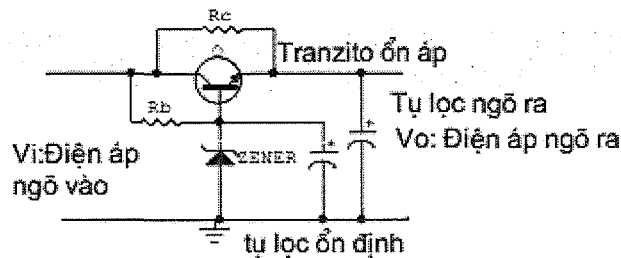 Rc
Tranzito ổn áp
Rb
Tụ lọc ngõ ra
Vo: Điện áp ngõ ra
Vi:Điện áp
ngõ vào
ZENER
tụ lọc ổn định